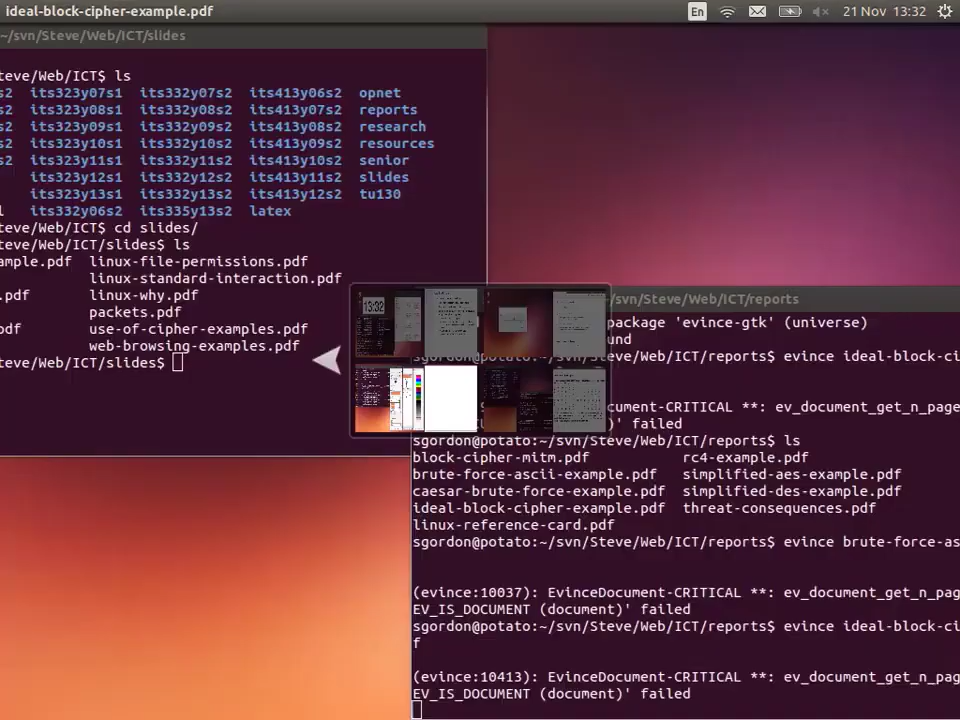 ideal-block-cipher-example.pdf
En
21 Nov 13:32
~/svn/Steve/Web/ICT/slides
teve/Web/ICT$ ls
s2 its323y07s1 its332y07s2 its413y06s2 opnet
s2 its323y08s1 its332y08s2 its413y07s2 reports
s2 its323y09s1 its332y09s2 its413y08s2 research
s2 its323y10s1 its332y10s2 its413y09s2 resources
s2 its323y11s1 its332y11s2 its413y10s2 senior
its323y12s1 its332y12s2 its413y11s2 slides
its323y13s1 its332y13s2 its413y12s2 tu130
l its332y06s2 its335y13s2 latex
teve/Web/ICT$ cd slides/
teve/Web/ICT/slides$ ls
ample.pdf linux-file-permissions.pdf
linux-standard-interaction.pdf
.pdf linux-why.pdf
packets.pdf
pdf use-of-cipher-examples.pdf
web-browsing-examples.pdf
teve/Web/ICT/slides$
13:32
/svn/Steve/Web/ICT/reports
package 'evince-gtk' (universe)
und
sgordon@potato:~/svn/Steve/Web/ICT/reports$ evince ideal-block-ci
cument-CRITICAL **: ev_document_get_n_page
)' failed
sgordon@potato:~/svn/Steve/Web/ICT/reports$ ls
block-cipher-mitm.pdf rc4-example.pdf
brute-force-ascii-example.pdf simplified-aes-example.pdf
caesar-brute-force-example.pdf simplified-des-example.pdf
ideal-block-cipher-example.pdf threat-consequences.pdf
linux-reference-card.pdf
sgordon@potato:~/svn/Steve/Web/ICT/reports$ evince brute-force-as
(evince:10037): EvinceDocument-CRITICAL **: ev_document_get_n_pag
EV_IS_DOCUMENT (document)' failed
sgordon@potato:~/svn/Steve/Web/ICT/reports$ evince ideal-block-ci
f
(evince:10413): EvinceDocument-CRITICAL **: ev_document_get_n_pag
EV_IS_DOCUMENT (document)' failed